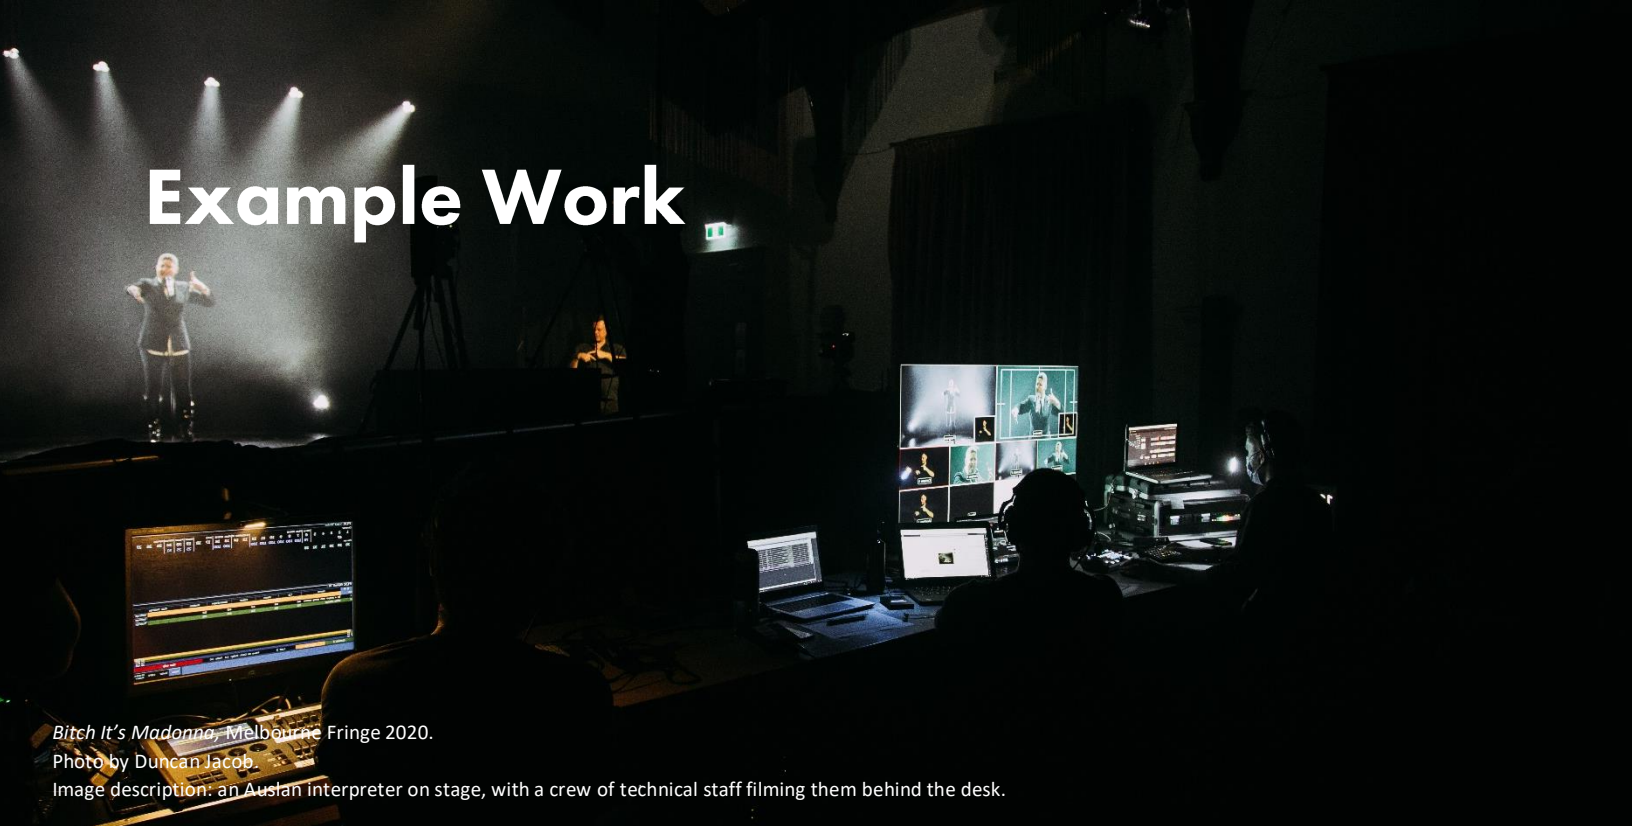 Example Work
Bitch It’s Madonna, Melbourne Fringe 2020.
Photo by Duncan Jacob.
Image description: an Auslan interpreter on stage, with a crew of technical staff filming them behind the desk.